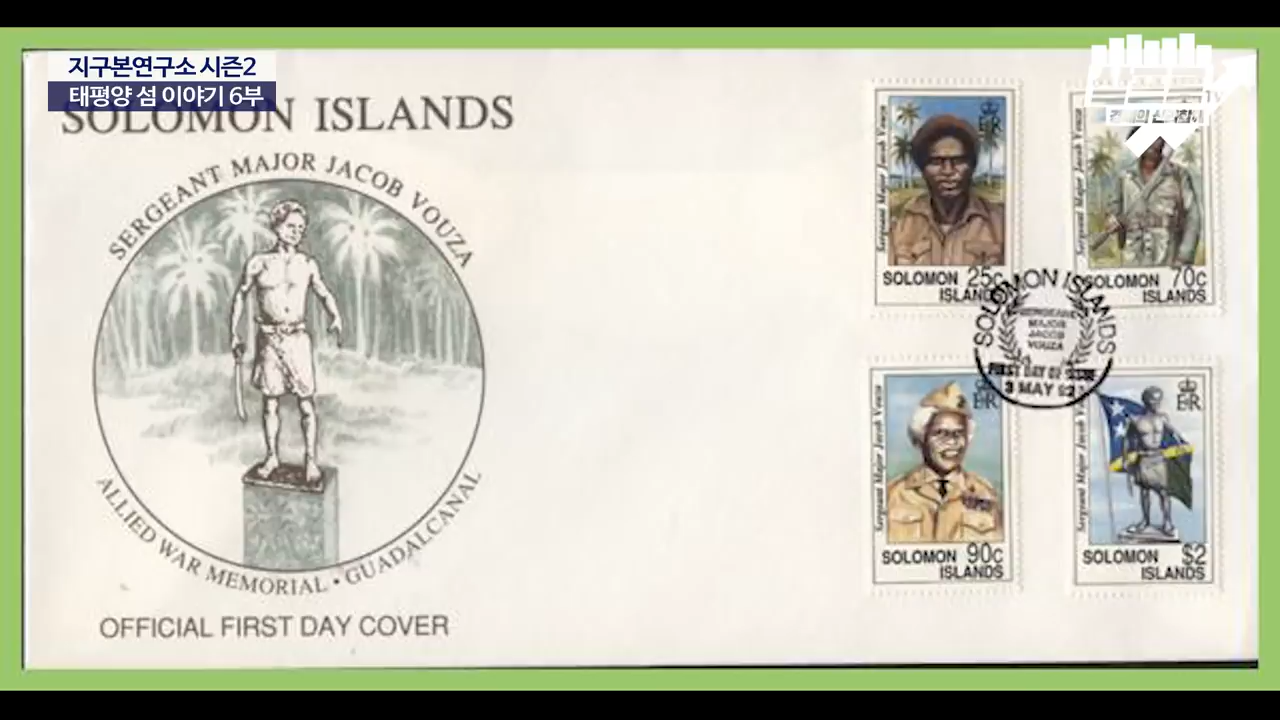 지구본연구소 시즌2
태평양 섬 이야기 6부
SOLOMON ISLANDS
SERGEANT MAJOR JACOB VOUZA
ALLIED WAR MEMORIAL • GUADALCANAL
OFFICIAL FIRST DAY COVER
Sergeant Major Jacob Vouza
E R
SOLOMON 25c
ISLANDS
Sergeant Major Jacob Vouza
SOLOMON 70c
ISLANDS
SOLOMON ISLANDS
SERGEANT
MAJOR
JACOB
VOUZA
FIRST DAY OF ISSUE
3 MAY 92
Sergeant Major Jacob Vouza
E R
SOLOMON 90c
ISLANDS
Sergeant Major Jacob Vouza
E R
SOLOMON $2
ISLANDS